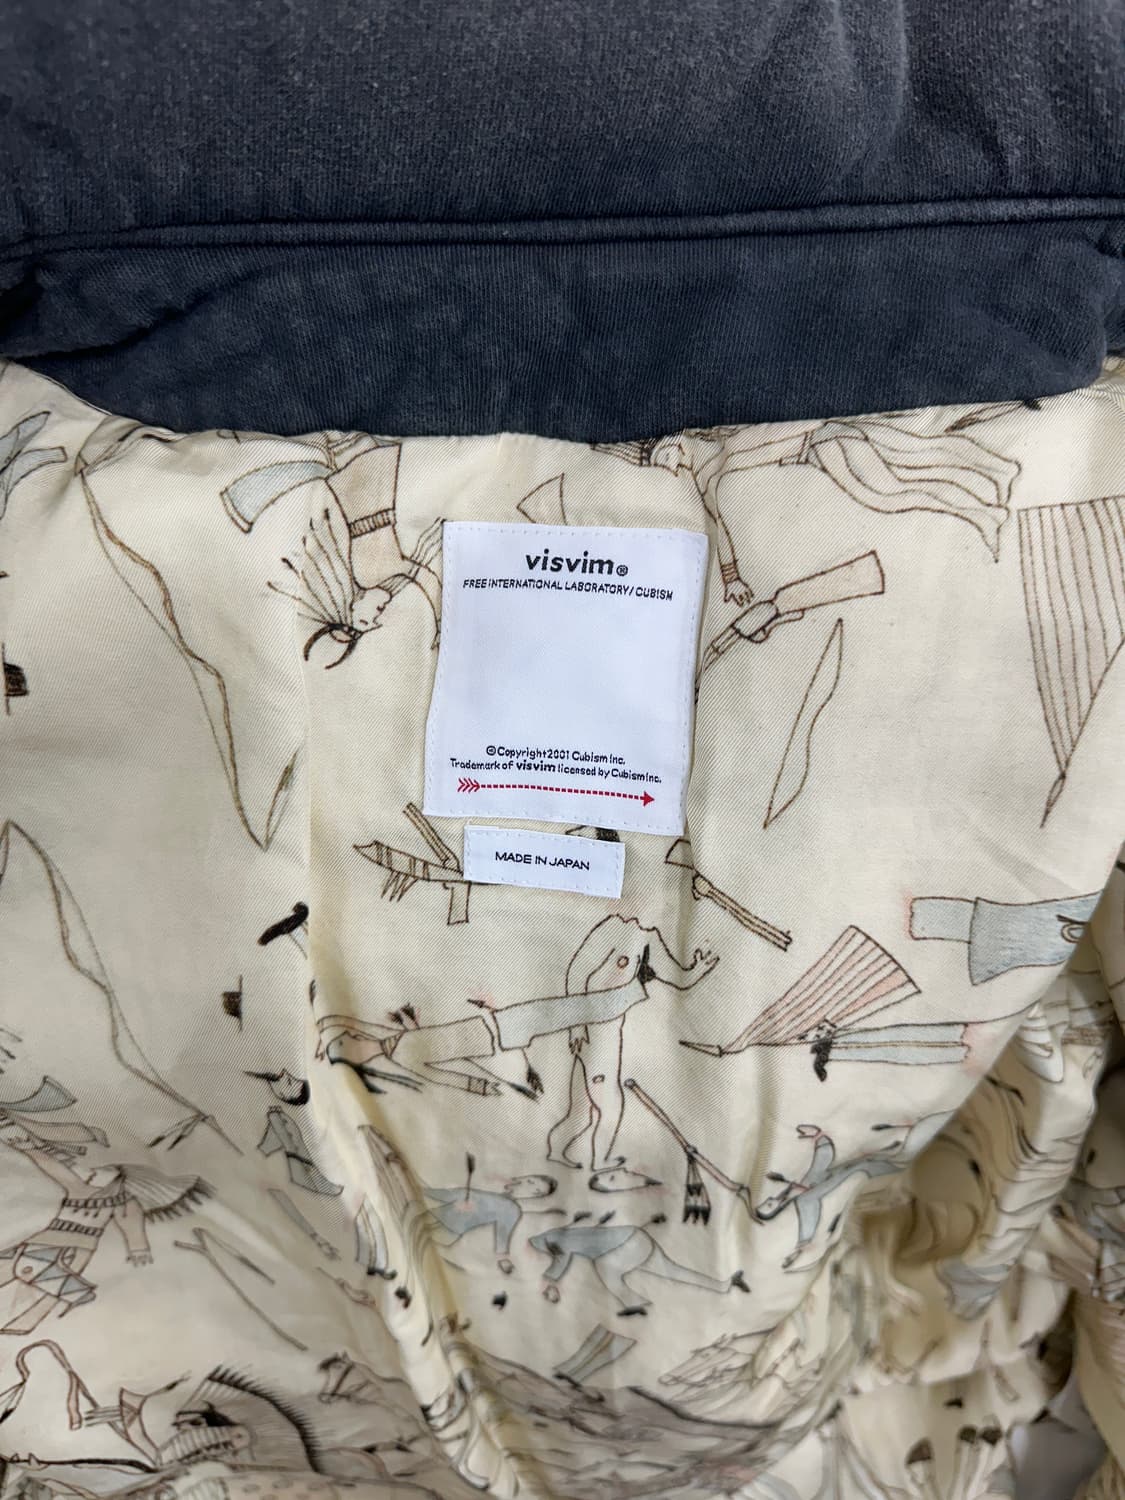 visvim®
FREE INTERNATIONAL LABORATORY/CUBISM
©Copyright2001 Cubism Inc.
Trademark of visvim licensed by Cubism Inc.
MADE IN JAPAN